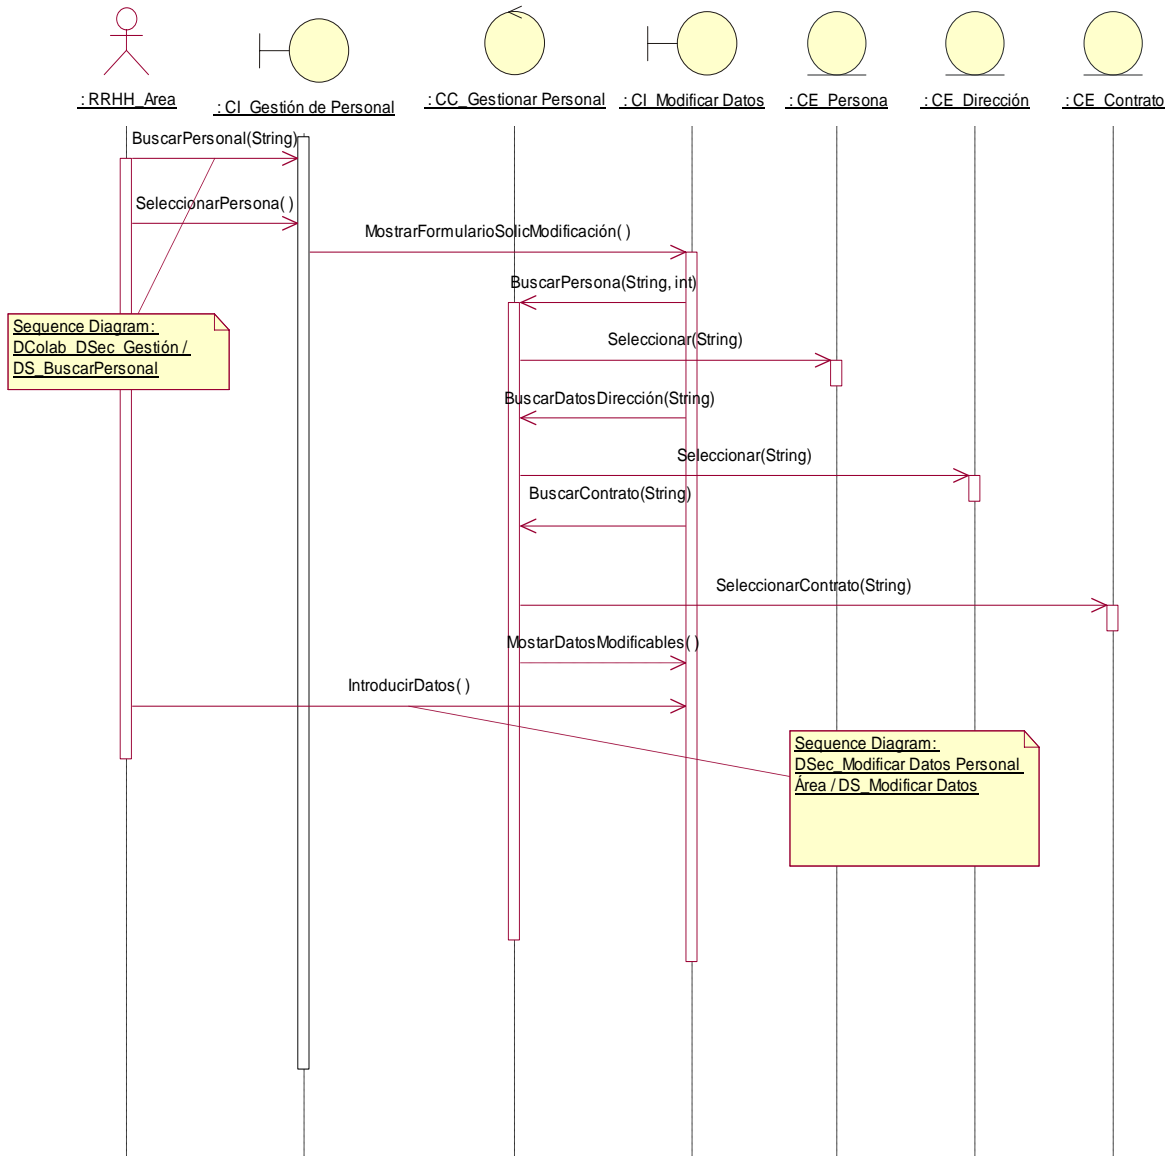 : RRHH_Area
: CI_Gestión de Personal
: CC_Gestionar Personal
: CI_Modificar Datos
: CE_Persona
: CE_Dirección
: CE_Contrato
BuscarPersonal(String)
SeleccionarPersona( )
MostrarFormularioSolicModificación( )
BuscarPersona(String, int)
Sequence Diagram:
DColab_DSec_Gestión /
DS_BuscarPersonal
Seleccionar(String)
BuscarDatosDirección(String)
Seleccionar(String)
BuscarContrato(String)
SeleccionarContrato(String)
MostarDatosModificables( )
IntroducirDatos( )
Sequence Diagram:
DSec_Modificar Datos Personal
Área / DS_Modificar Datos